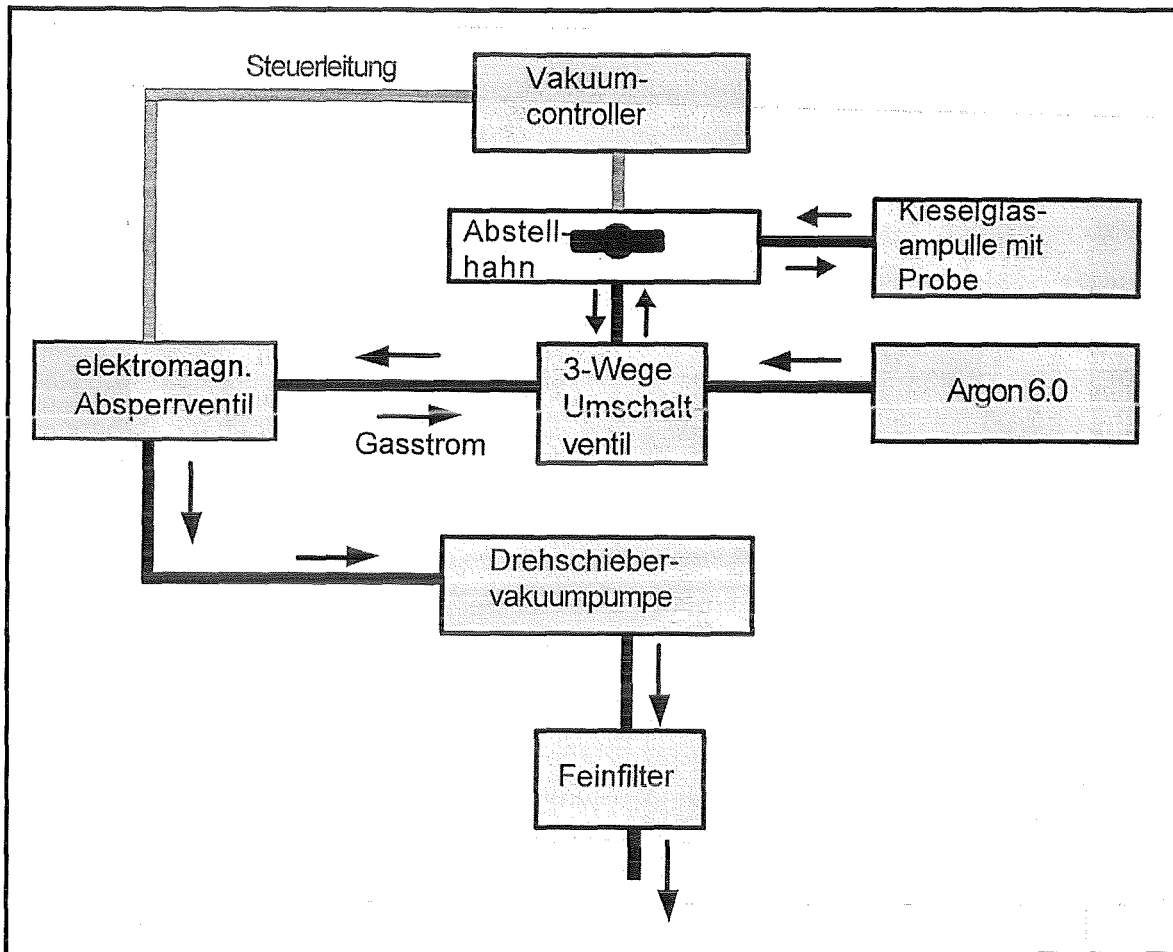 Steuerleitung
Vakuum-
controller
Abstell-
hahn
Kieselglas-
ampulle mit
Probe
elektromagn.
Absperrventil
Gasstrom
3-Wege
Umschalt
ventil
Argon 6.0
Drehschieber-
vakuumpumpe
Feinfilter